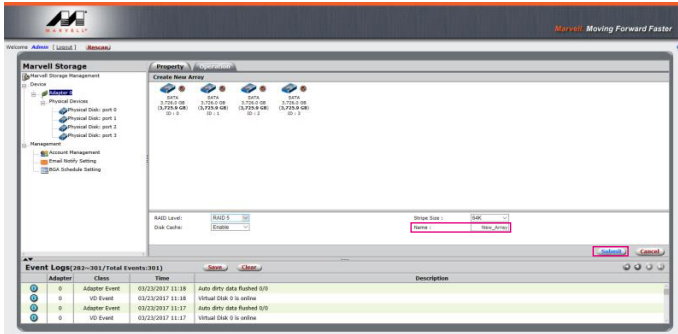 MARVELL
Marvell. Moving Forward Faster
Welcome Admin [ Logout ] Rescan
Marvell Storage
Property Operation
Marvell Storage Management
Device
Adapter 0
Physical Devices
Physical Disk: port 0
Physical Disk: port 1
Physical Disk: port 2
Physical Disk: port 3
Management
Account Management
Email Notify Setting
BGA Schedule Setting
Create New Array
SATA SATA SATA SATA
3,726.0 GB 3,726.0 GB 3,726.0 GB 3,726.0 GB
(3,725.9 GB) (3,725.9 GB) (3,725.9 GB) (3,725.9 GB)
ID : 0 ID : 1 ID : 2 ID : 3
RAID Level: RAID 5 Stripe Size : 64K
Disk Cache: Enable Name : New_Array
Submit Cancel
Event Logs(282~301/Total Events:301) Save Clear
Adapter Class Time Description
0 Adapter Event 03/23/2017 11:18 Auto dirty data flushed 0/0
0 VD Event 03/23/2017 11:18 Virtual Disk 0 is online
0 Adapter Event 03/23/2017 11:17 Auto dirty data flushed 0/0
0 VD Event 03/23/2017 11:17 Virtual Disk 0 is online